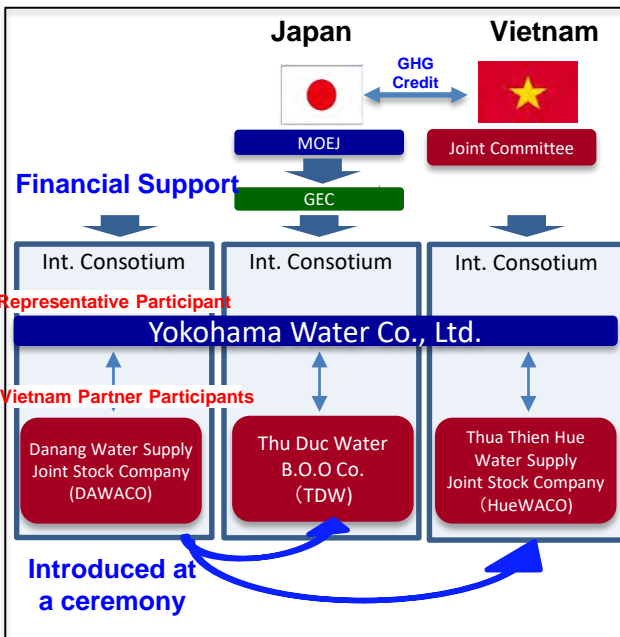 Japan
Vietnam
GHG
Credit
MOEJ
Joint Committee
Financial Support
GEC
Int. Consotium
Int. Consotium
Int. Consotium
Representative Participant
Yokohama Water Co., Ltd.
Vietnam Partner Participants
Danang Water Supply
Joint Stock Company
(DAWACO)
Thu Duc Water
B.O.O Co.
（TDW）
Thua Thien Hue
Water Supply
Joint Stock Company
（HueWACO）
Introduced at
a ceremony